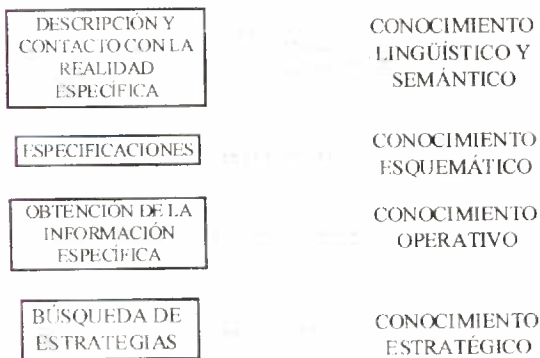 DESCRIPCIÓN Y
CONTACTO CON LA
REALIDAD
ESPECÍFICA
CONOCIMIENTO
LINGÜÍSTICO Y
SEMÁNTICO
ESPECIFICACIONES
CONOCIMIENTO
ESQUEMÁTICO
OBTENCIÓN DE LA
INFORMACIÓN
ESPECÍFICA
CONOCIMIENTO
OPERATIVO
BÚSQUEDA DE
ESTRATEGIAS
CONOCIMIENTO
ESTRATÉGICO